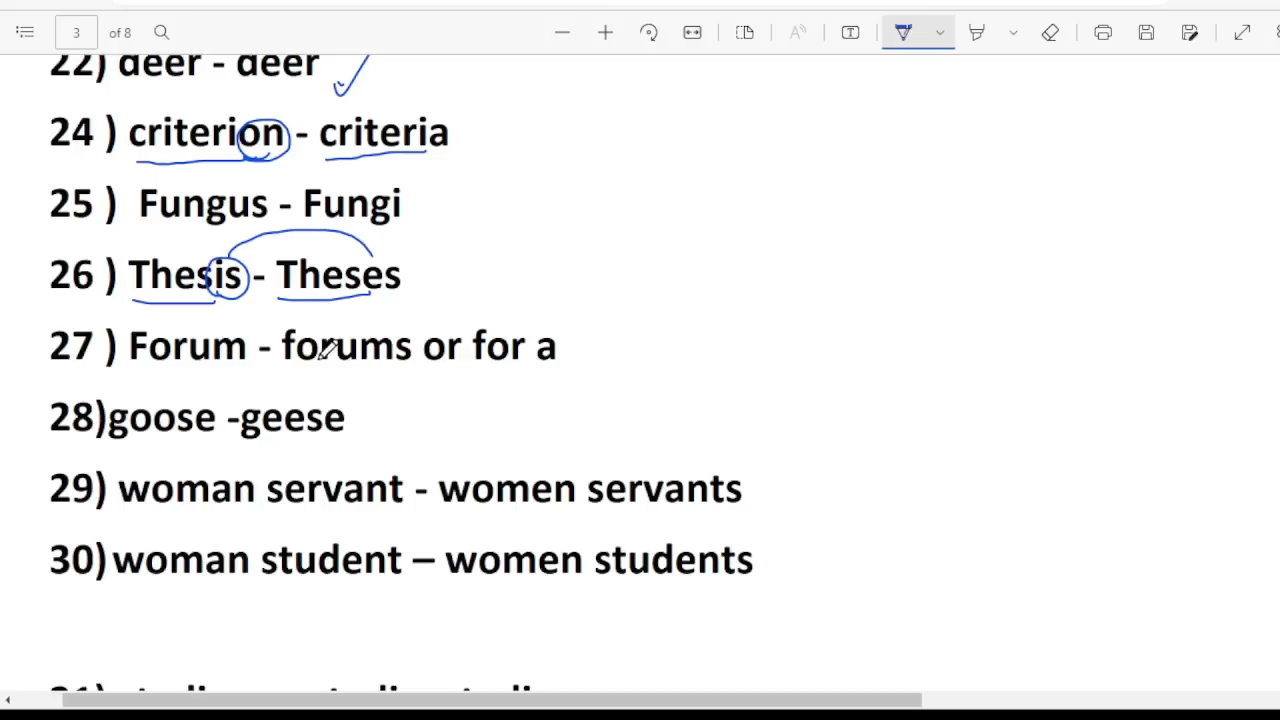 3 of 8
22) deer - deer
24 ) criterion - criteria
25 ) Fungus - Fungi
26 ) Thesis - Theses
27 ) Forum - forums or for a
28)goose -geese
29) woman servant - women servants
30) woman student – women students